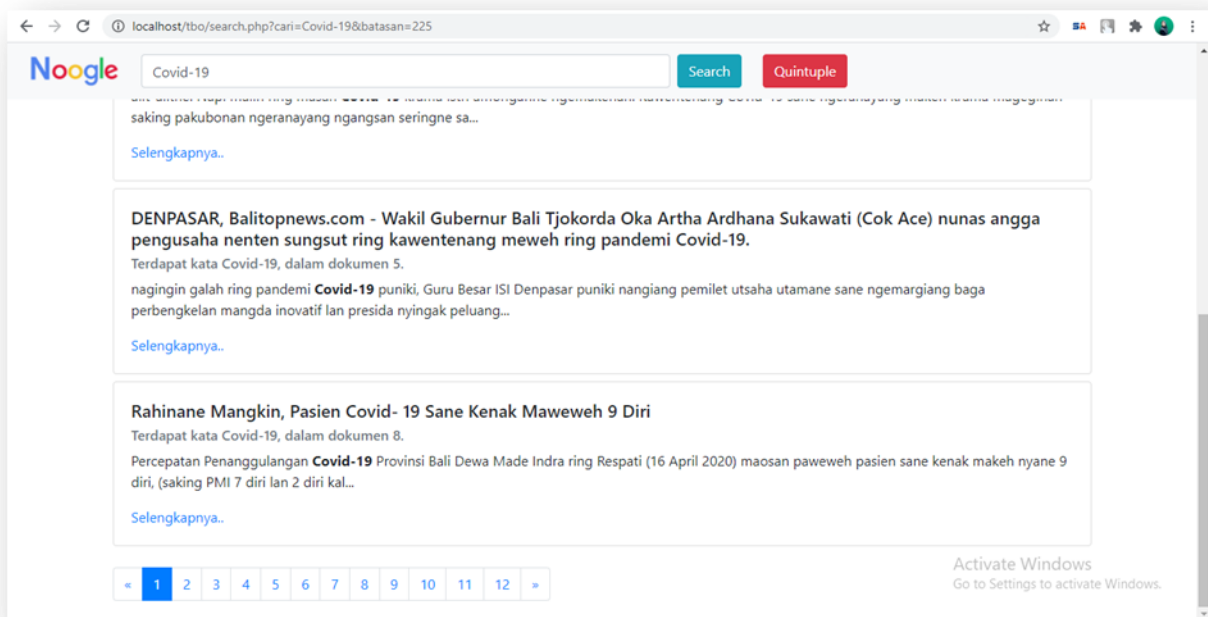 localhost/tbo/search.php?cari=Covid-19&batasan=225
Noogle
Covid-19
Search
Quintuple
saking pakubonan ngeranayang ngangsan seringne sa...
Selengkapnya..
DENPASAR, Balitopnews.com - Wakil Gubernur Bali Tjokorda Oka Artha Ardhana Sukawati (Cok Ace) nunas angga
pengusaha nenten sungsut ring kawentenang meweh ring pandemi Covid-19.
Terdapat kata Covid-19, dalam dokumen 5.
nagingin galah ring pandemi Covid-19 puniki, Guru Besar ISI Denpasar puniki nangiang pemilet utsaha utamane sane ngemargiang baga
perbengkelan mangda inovatif lan presida nyingak peluang...
Selengkapnya..
Rahinane Mangkin, Pasien Covid- 19 Sane Kenak Maweweh 9 Diri
Terdapat kata Covid-19, dalam dokumen 8.
Percepatan Penanggulangan Covid-19 Provinsi Bali Dewa Made Indra ring Respati (16 April 2020) maosan paweweh pasien sane kenak makeh nyane 9
diri, (saking PMI 7 diri lan 2 diri kal...
Selengkapnya..
« 1 2 3 4 5 6 7 8 9 10 11 12 »
Activate Windows
Go to Settings to activate Windows.